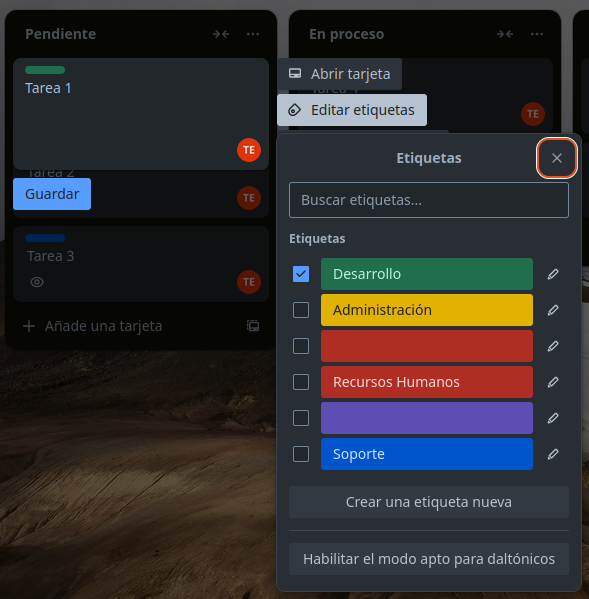 Pendiente
Tarea 1
TE
Tarea 2
Guardar
TE
Tarea 3
TE
Añade una tarjeta
En proceso
Abrir tarjeta
Editar etiquetas
TE
Etiquetas
Buscar etiquetas...
Etiquetas
Desarrollo
Administración
Recursos Humanos
Soporte
Crear una etiqueta nueva
Habilitar el modo apto para daltónicos